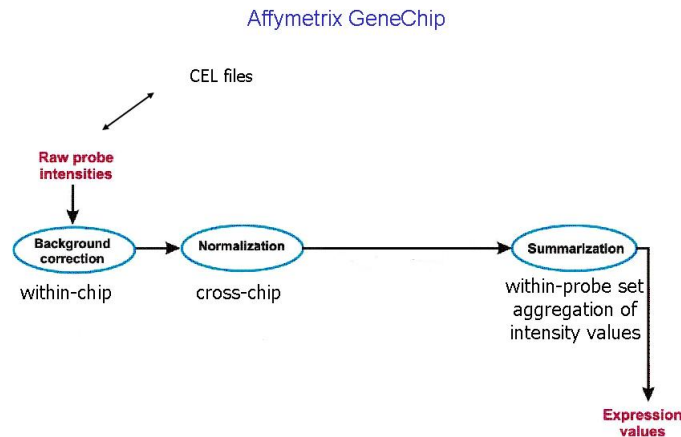 Affymetrix GeneChip
CEL files
Raw probe
intensities
Background
correction
Normalization
Summarization
within-chip
cross-chip
within-probe set
aggregation of
intensity values
Expression
values